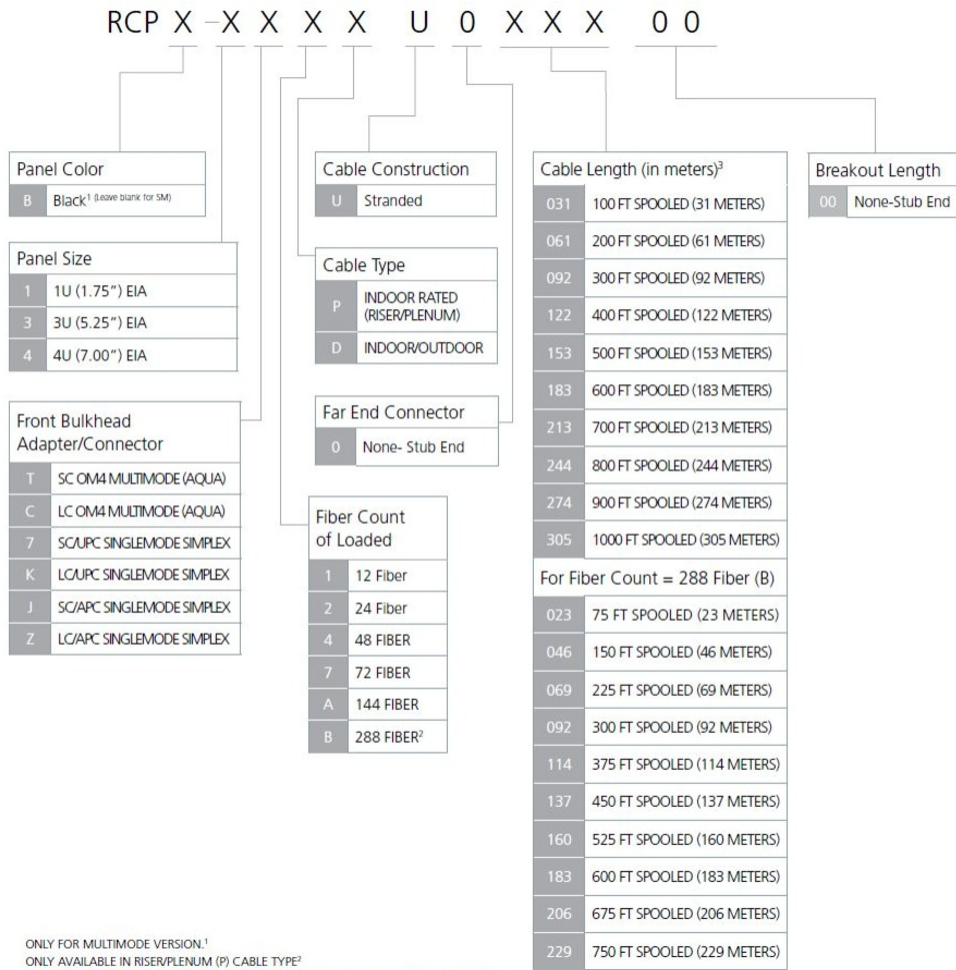 RCP X -X X X X U 0 X X X 0 0
Panel Color
B Black¹ (Leave blank for SM)
Panel Size
1 1U (1.75”) EIA
3 3U (5.25”) EIA
4 4U (7.00”) EIA
Front Bulkhead
Adapter/Connector
T SC OM4 MULTIMODE (AQUA)
C LC OM4 MULTIMODE (AQUA)
7 SC/UPC SINGLEMODE SIMPLEX
K LC/UPC SINGLEMODE SIMPLEX
J SC/APC SINGLEMODE SIMPLEX
Z LC/APC SINGLEMODE SIMPLEX
Cable Construction
U Stranded
Cable Type
P INDOOR RATED
(RISER/PLENUM)
D INDOOR/OUTDOOR
Far End Connector
0 None- Stub End
Fiber Count
of Loaded
1 12 Fiber
2 24 Fiber
4 48 FIBER
7 72 FIBER
A 144 FIBER
B 288 FIBER²
Cable Length (in meters)³
031 100 FT SPOOLED (31 METERS)
061 200 FT SPOOLED (61 METERS)
092 300 FT SPOOLED (92 METERS)
122 400 FT SPOOLED (122 METERS)
153 500 FT SPOOLED (153 METERS)
183 600 FT SPOOLED (183 METERS)
213 700 FT SPOOLED (213 METERS)
244 800 FT SPOOLED (244 METERS)
274 900 FT SPOOLED (274 METERS)
305 1000 FT SPOOLED (305 METERS)
For Fiber Count = 288 Fiber (B)
023 75 FT SPOOLED (23 METERS)
046 150 FT SPOOLED (46 METERS)
069 225 FT SPOOLED (69 METERS)
092 300 FT SPOOLED (92 METERS)
114 375 FT SPOOLED (114 METERS)
137 450 FT SPOOLED (137 METERS)
160 525 FT SPOOLED (160 METERS)
183 600 FT SPOOLED (183 METERS)
206 675 FT SPOOLED (206 METERS)
229 750 FT SPOOLED (229 METERS)
Breakout Length
00 None-Stub End
ONLY FOR MULTIMODE VERSION.¹
ONLY AVAILABLE IN RISER/PLENUM (P) CABLE TYPE²